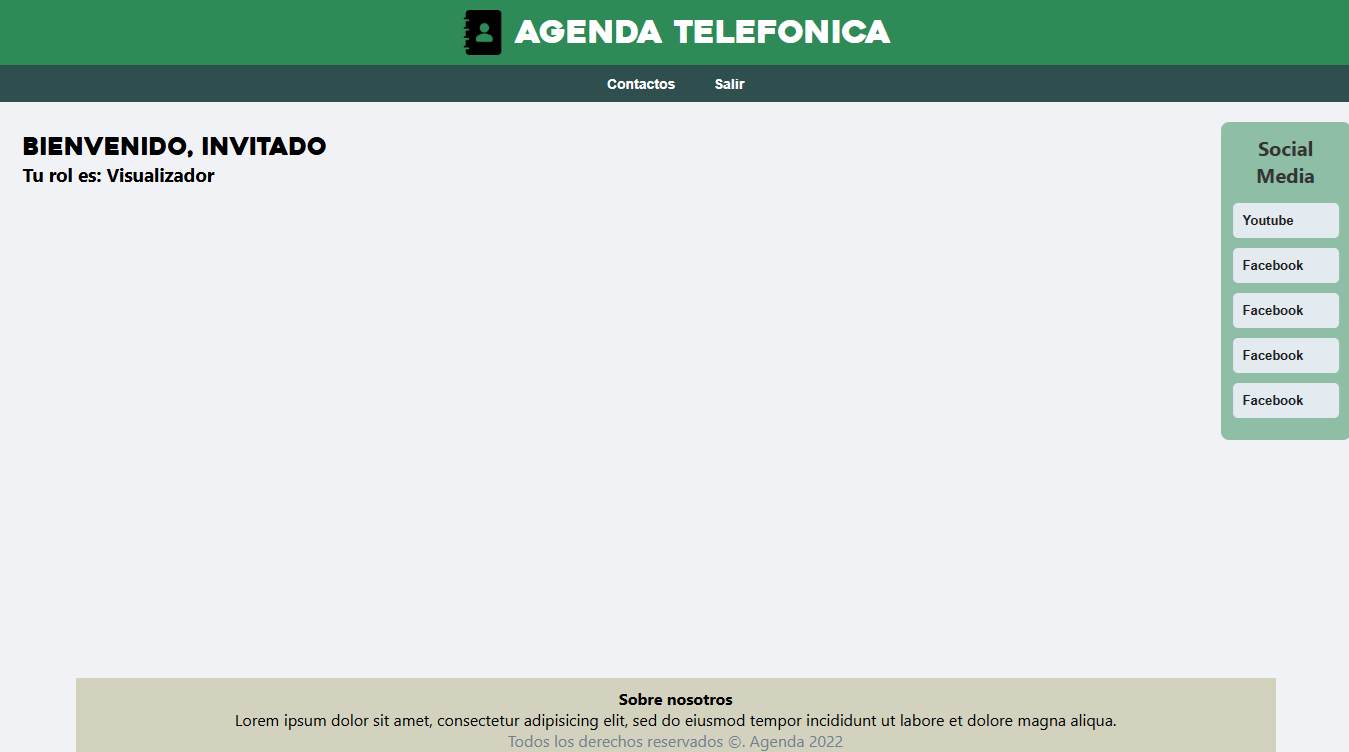 AGENDA TELEFONICA
Contactos Salir
BIENVENIDO, INVITADO
Tu rol es: Visualizador
Social
Media
Youtube
Facebook
Facebook
Facebook
Facebook
Sobre nosotros
Lorem ipsum dolor sit amet, consectetur adipisicing elit, sed do eiusmod tempor incididunt ut labore et dolore magna aliqua.
Todos los derechos reservados ©. Agenda 2022